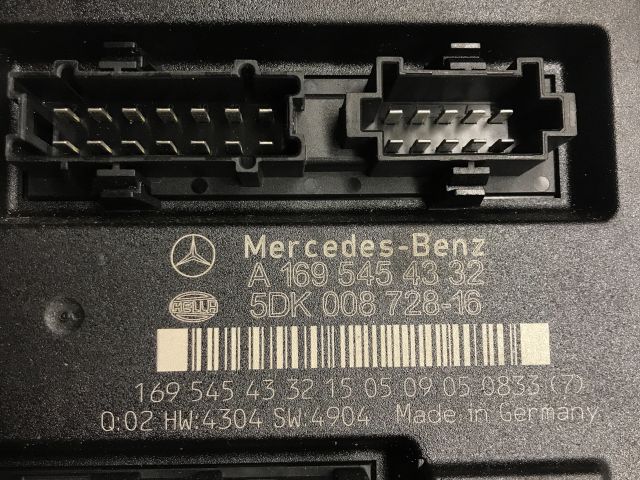 Mercedes-Benz
A 169 545 43 32
HELLA
5DK 008 728-16
169 545 43 32 15 05 09 05 0833 (7)
Q:02 HW:4304 SW:4904 Made in Germany